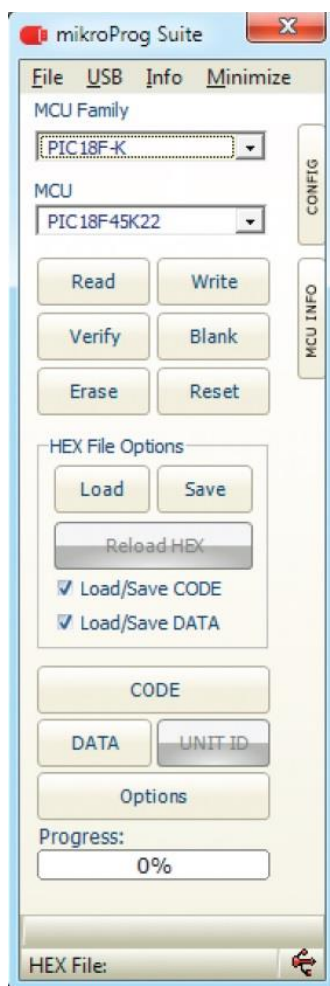 mikroProg Suite
File USB Info Minimize
MCU Family
PIC18F-K
CONFIG
MCU
PIC18F45K22
Read Write
MCU INFO
Verify Blank
Erase Reset
HEX File Options
Load Save
Reload HEX
Load/Save CODE
Load/Save DATA
CODE
DATA UNIT ID
Options
Progress:
0%
HEX File: